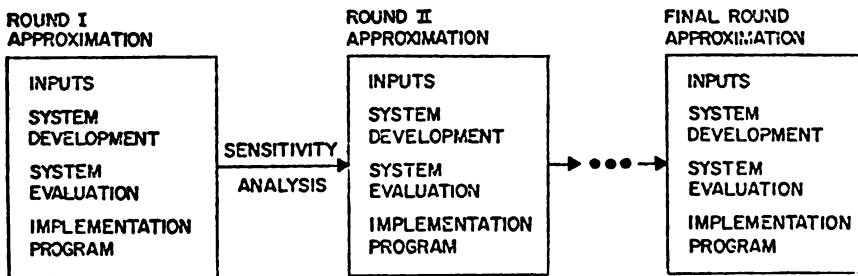 ROUND I
APPROXIMATION
INPUTS
SYSTEM
DEVELOPMENT
SYSTEM
EVALUATION
IMPLEMENTATION
PROGRAM
SENSITIVITY
ANALYSIS
ROUND II
APPROXIMATION
INPUTS
SYSTEM
DEVELOPMENT
SYSTEM
EVALUATION
IMPLEMENTATION
PROGRAM
FINAL ROUND
APPROXIMATION
INPUTS
SYSTEM
DEVELOPMENT
SYSTEM
EVALUATION
IMPLEMENTATION
PROGRAM